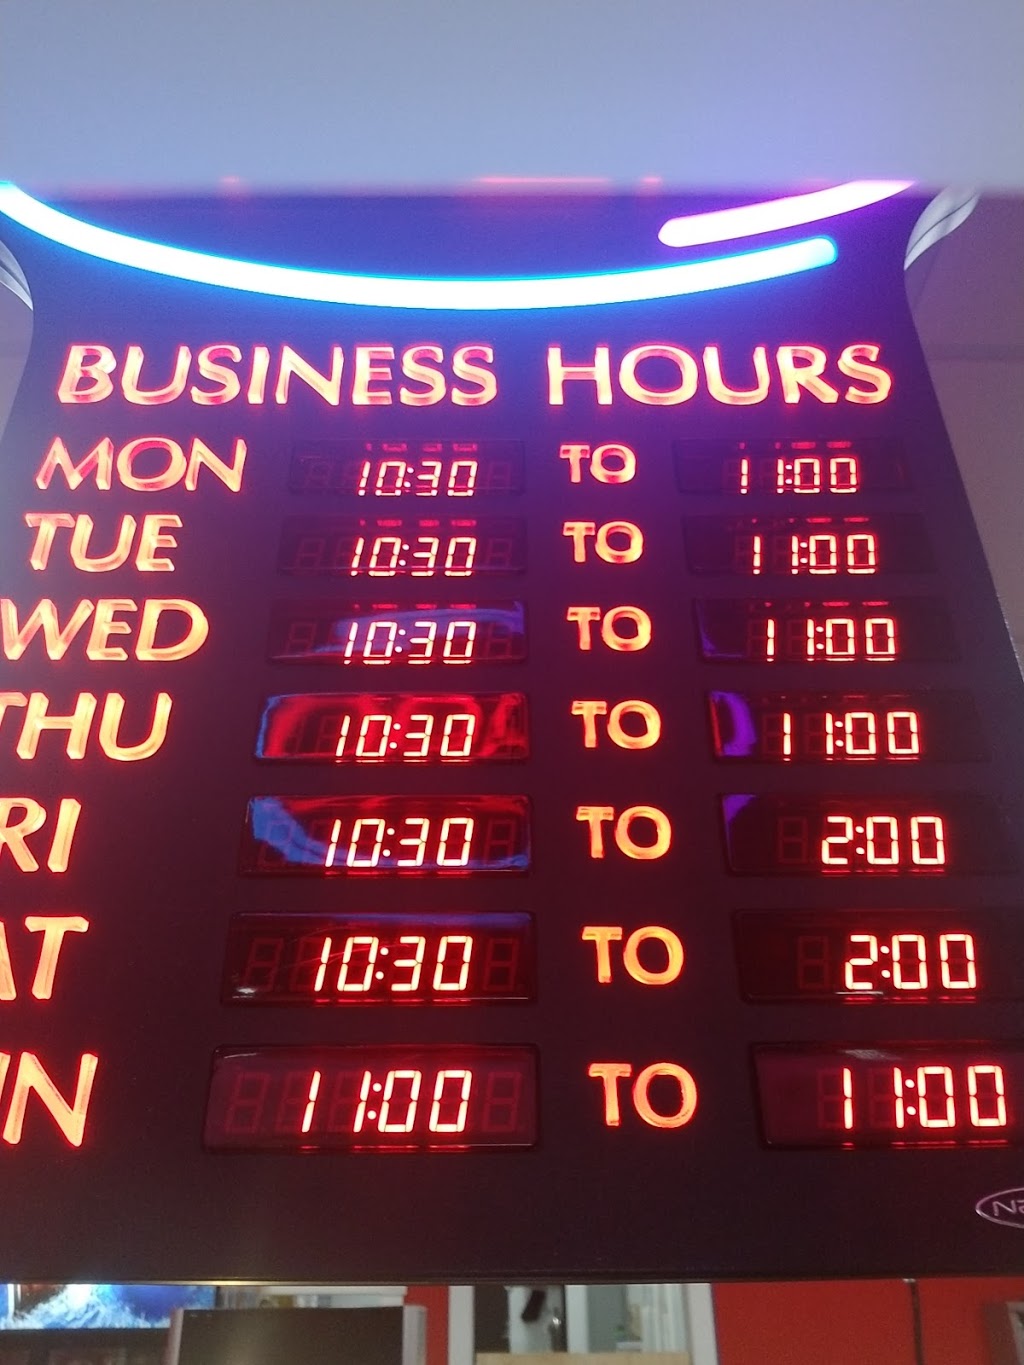 BUSINESS HOURS
MON 10:30 TO 11:00
TUE 10:30 TO 11:00
WED 10:30 TO 11:00
THU 10:30 TO 11:00
RI 10:30 TO 2:00
AT 10:30 TO 2:00
N 11:00 TO 11:00